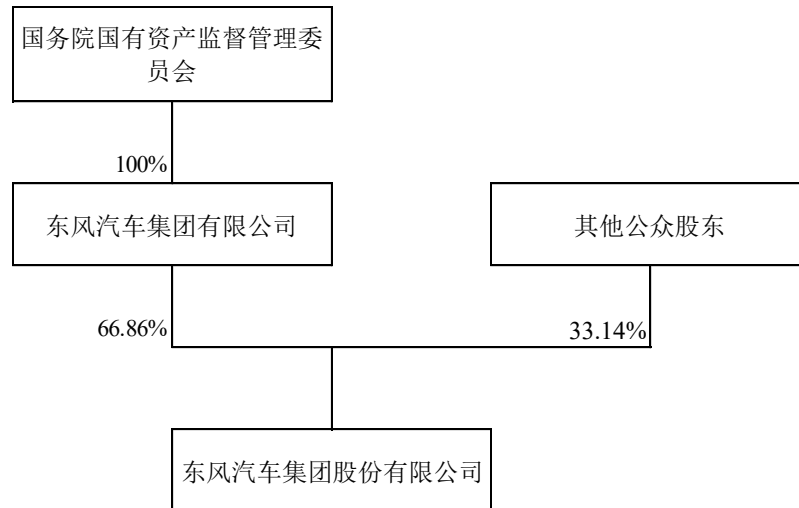 国务院国有资产监督管理委
员会
100%
东风汽车集团有限公司
其他公众股东
66.86%
33.14%
东风汽车集团股份有限公司